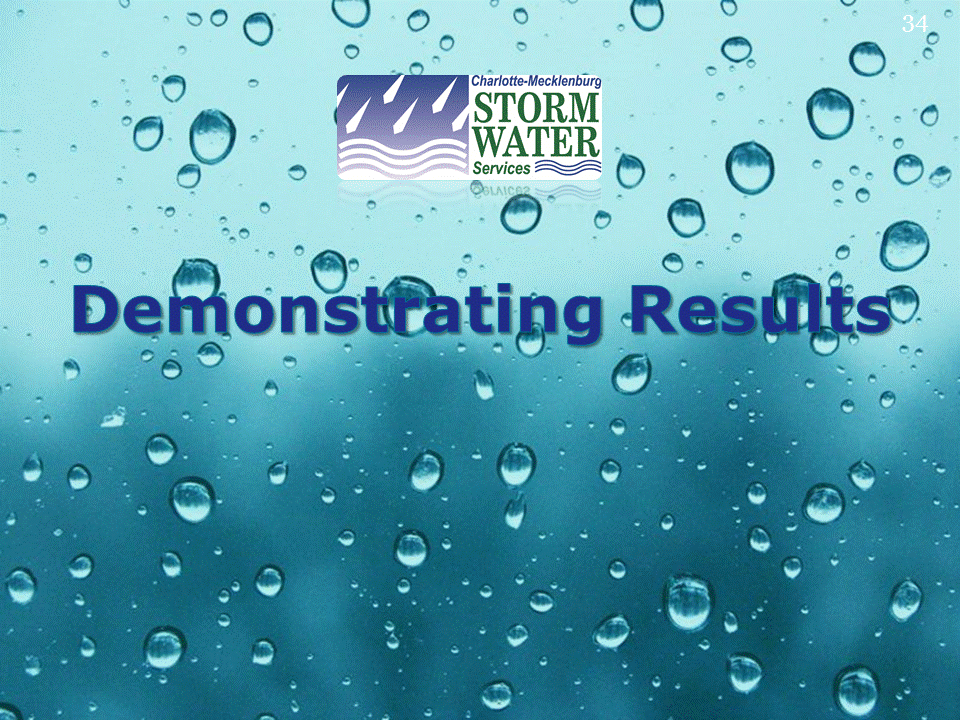 34
Charlotte-Mecklenburg
STORM
WATER
Services
Demonstrating Results